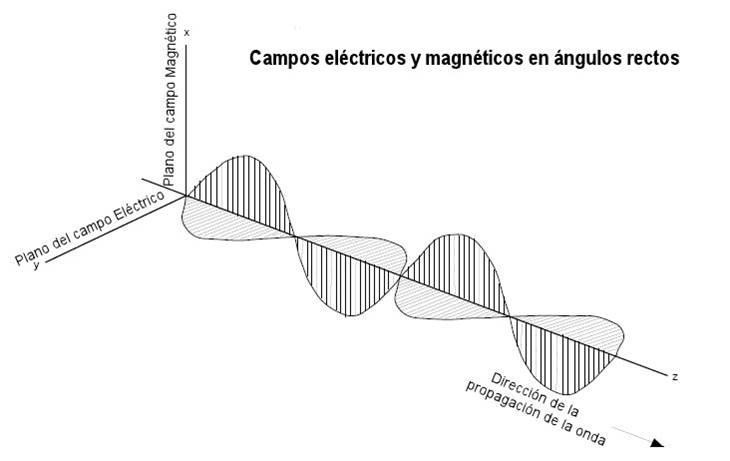 Campos eléctricos y magnéticos en ángulos rectos
Plano del campo Magnético
x
Plano del campo Eléctrico
y
z
Dirección de la
propagación de la onda